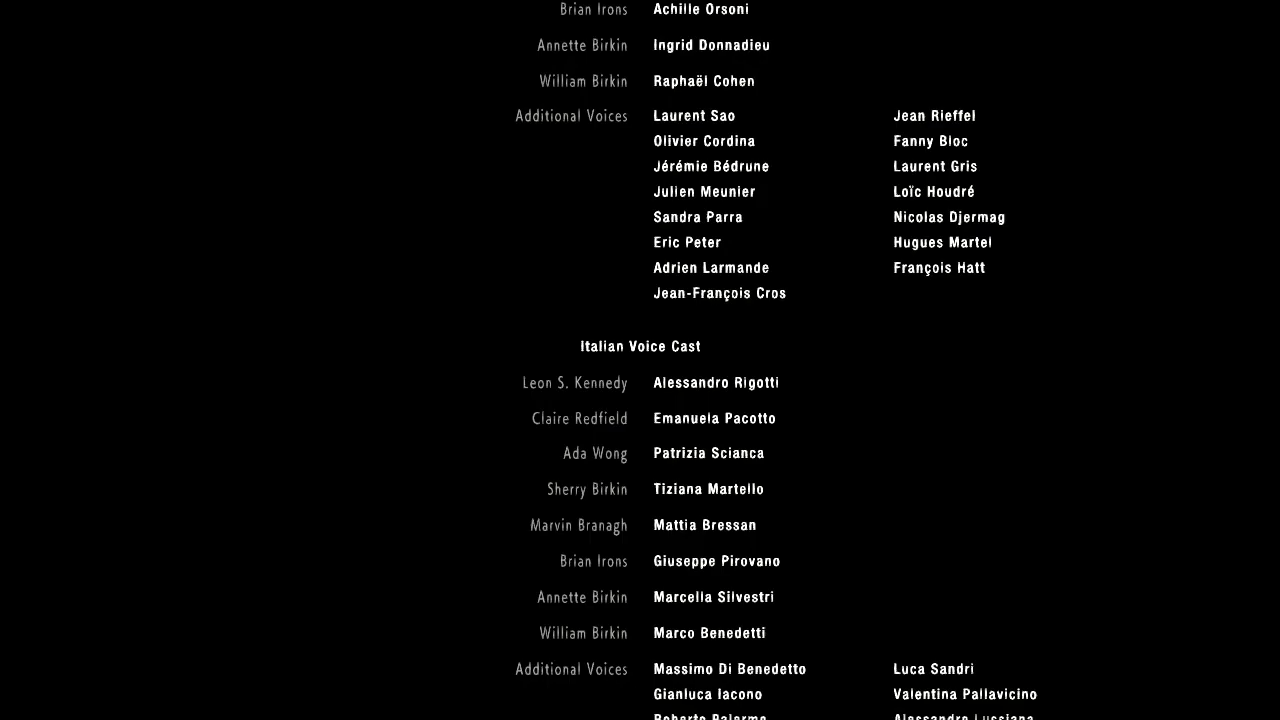 Brian Irons Achille Orsoni
Annette Birkin Ingrid Donnadieu
William Birkin Raphaël Cohen
Additional Voices Laurent Sao Jean Rieffel
Olivier Cordina Fanny Bloc
Jérémie Bédrune Laurent Gris
Julien Meunier Loïc Houdré
Sandra Parra Nicolas Djermag
Eric Peter Hugues Martel
Adrien Larmande François Hatt
Jean-François Cros
Italian Voice Cast
Leon S. Kennedy Alessandro Rigotti
Claire Redfield Emanuela Pacotto
Ada Wong Patrizia Scianca
Sherry Birkin Tiziana Martello
Marvin Branagh Mattia Bressan
Brian Irons Giuseppe Pirovano
Annette Birkin Marcella Silvestri
William Birkin Marco Benedetti
Additional Voices Massimo Di Benedetto Luca Sandri
Gianluca Iacono Valentina Pallavicino
Roberto Palermo Alessandro Lussiana